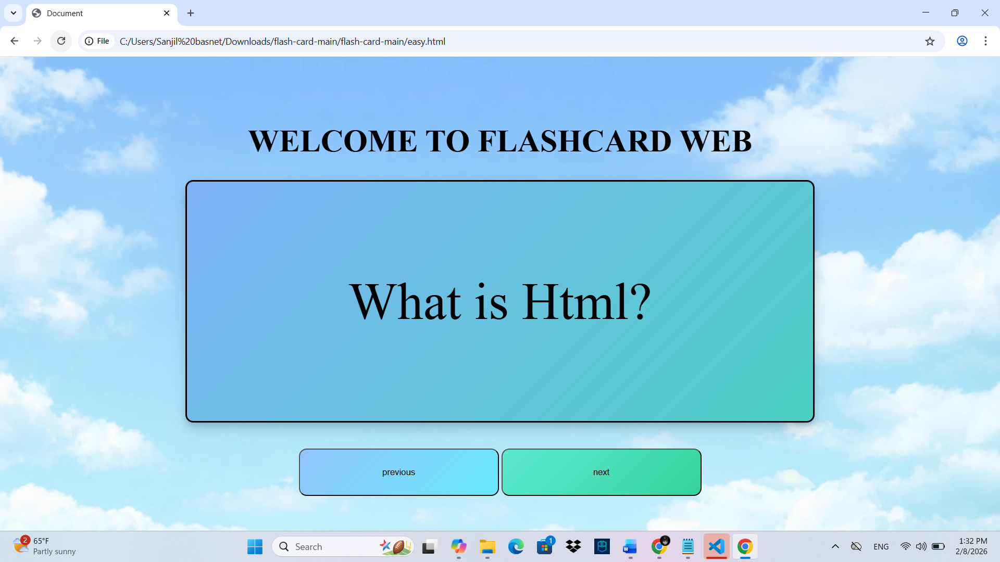 Document
File
C:/Users/Sanjil%20basnet/Downloads/flash-card-main/flash-card-main/easy.html
WELCOME TO FLASHCARD WEB
What is Html?
previous
next
2
65°F
Partly sunny
Search
1
W
ENG
1:32 PM
2/8/2026